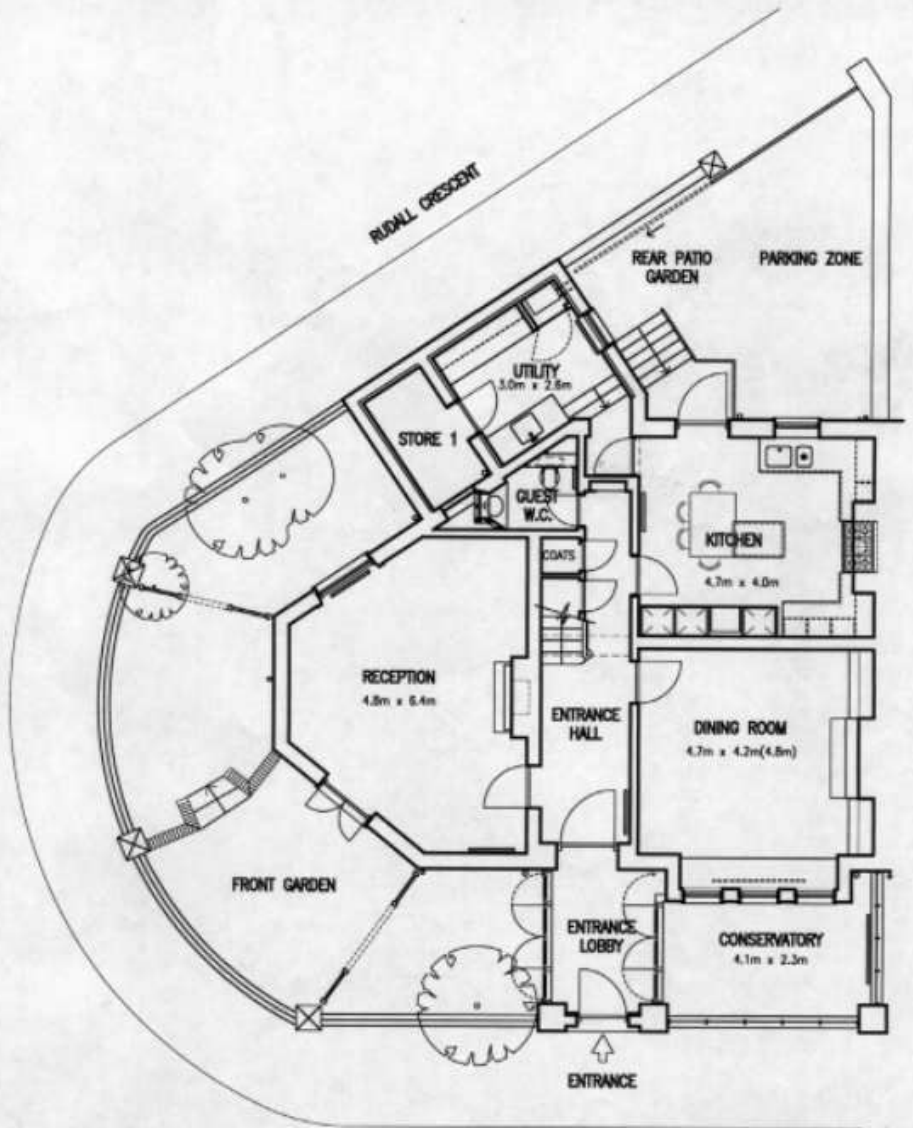 RUDALL CRESCENT
REAR PATIO
GARDEN
PARKING ZONE
UTILITY
3.0m x 2.6m
STORE 1
GUEST
W.C.
COATS
KITCHEN
4.7m x 4.0m
RECEPTION
4.8m x 6.4m
ENTRANCE
HALL
DINING ROOM
4.7m x 4.2m(4.8m)
FRONT GARDEN
ENTRANCE
LOBBY
CONSERVATORY
4.1m x 2.3m
ENTRANCE